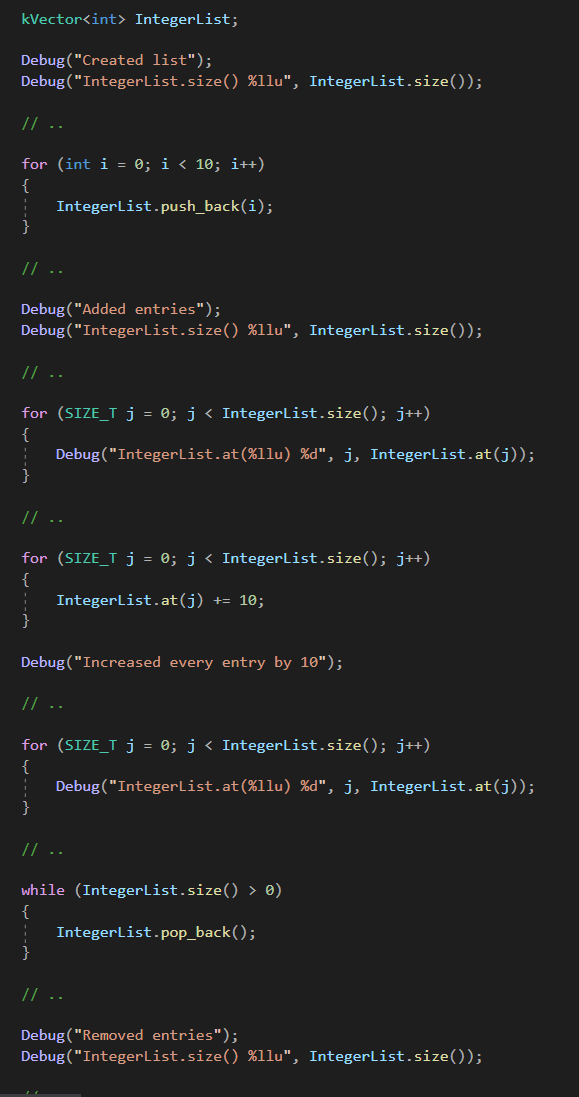 kVector<int> IntegerList;
Debug("Created list");
Debug("IntegerList.size() %llu", IntegerList.size());
// ..
for (int i = 0; i < 10; i++)
{
IntegerList.push_back(i);
}
// ..
Debug("Added entries");
Debug("IntegerList.size() %llu", IntegerList.size());
// ..
for (SIZE_T j = 0; j < IntegerList.size(); j++)
{
Debug("IntegerList.at(%llu) %d", j, IntegerList.at(j));
}
// ..
for (SIZE_T j = 0; j < IntegerList.size(); j++)
{
IntegerList.at(j) += 10;
}
Debug("Increased every entry by 10");
// ..
for (SIZE_T j = 0; j < IntegerList.size(); j++)
{
Debug("IntegerList.at(%llu) %d", j, IntegerList.at(j));
}
// ..
while (IntegerList.size() > 0)
{
IntegerList.pop_back();
}
// ..
Debug("Removed entries");
Debug("IntegerList.size() %llu", IntegerList.size());